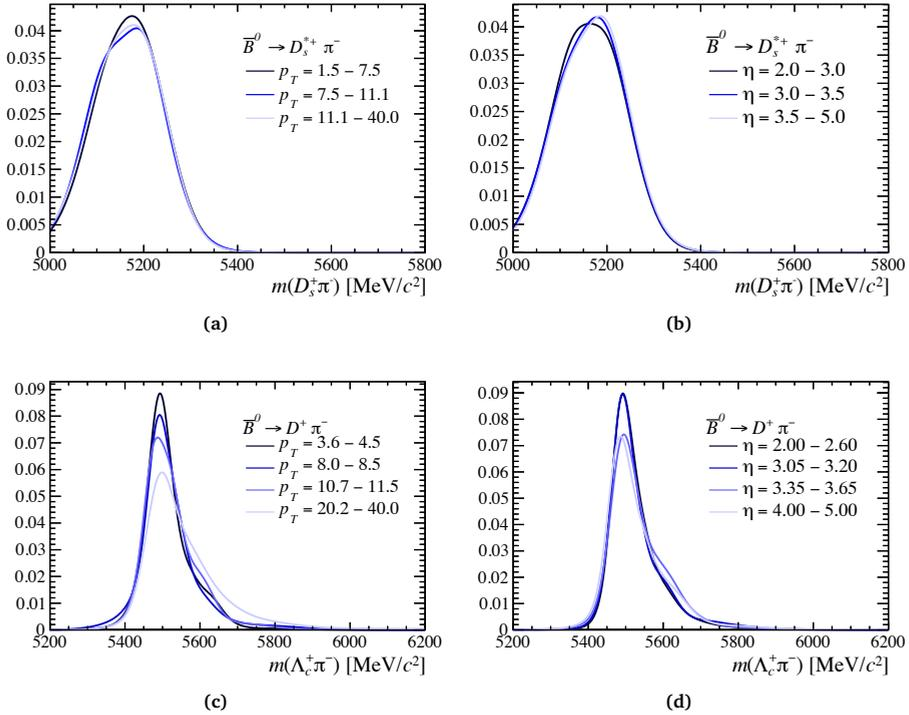 0.04
0.035
0.03
0.025
0.02
0.015
0.01
0.005
0
B̅⁰ → Dₛ*⁺ π⁻
p_T = 1.5 – 7.5
p_T = 7.5 – 11.1
p_T = 11.1 – 40.0
5000 5200 5400 5600 5800
m(Dₛ⁺π⁻) [MeV/c²]
(a)
0.04
0.035
0.03
0.025
0.02
0.015
0.01
0.005
0
B̅⁰ → Dₛ*⁺ π⁻
η = 2.0 – 3.0
η = 3.0 – 3.5
η = 3.5 – 5.0
5000 5200 5400 5600 5800
m(Dₛ⁺π⁻) [MeV/c²]
(b)
0.09
0.08
0.07
0.06
0.05
0.04
0.03
0.02
0.01
0
B̅⁰ → D⁺ π⁻
p_T = 3.6 – 4.5
p_T = 8.0 – 8.5
p_T = 10.7 – 11.5
p_T = 20.2 – 40.0
5200 5400 5600 5800 6000 6200
m(Λ_c⁺π⁻) [MeV/c²]
(c)
0.09
0.08
0.07
0.06
0.05
0.04
0.03
0.02
0.01
0
B̅⁰ → D⁺ π⁻
η = 2.00 – 2.60
η = 3.05 – 3.20
η = 3.35 – 3.65
η = 4.00 – 5.00
5200 5400 5600 5800 6000 6200
m(Λ_c⁺π⁻) [MeV/c²]
(d)